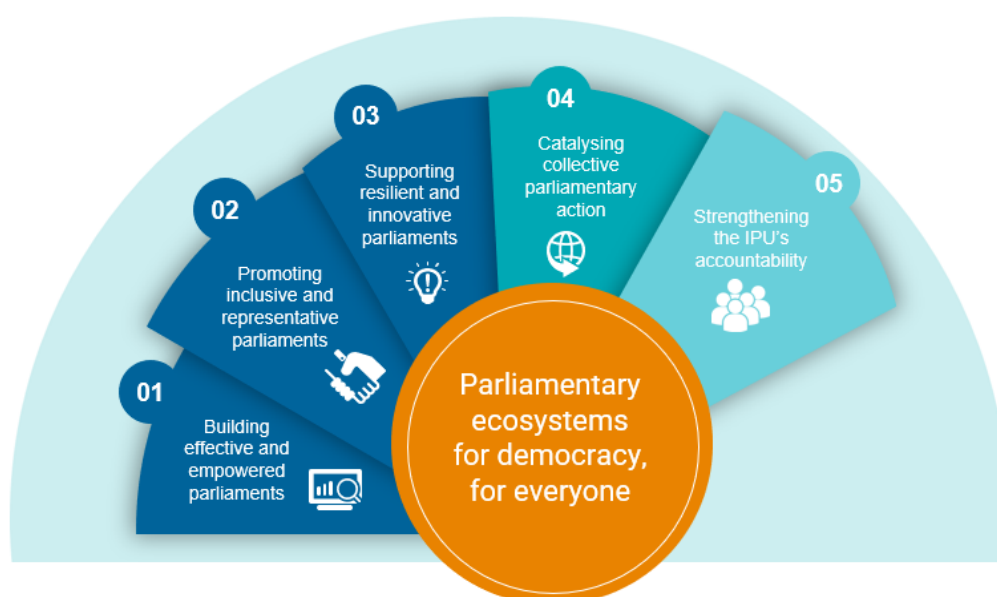 01
Building
effective and
empowered
parliaments
02
Promoting
inclusive and
representative
parliaments
03
Supporting
resilient and
innovative
parliaments
04
Catalysing
collective
parliamentary
action
05
Strengthening
the IPU's
accountability
Parliamentary
ecosystems
for democracy,
for everyone